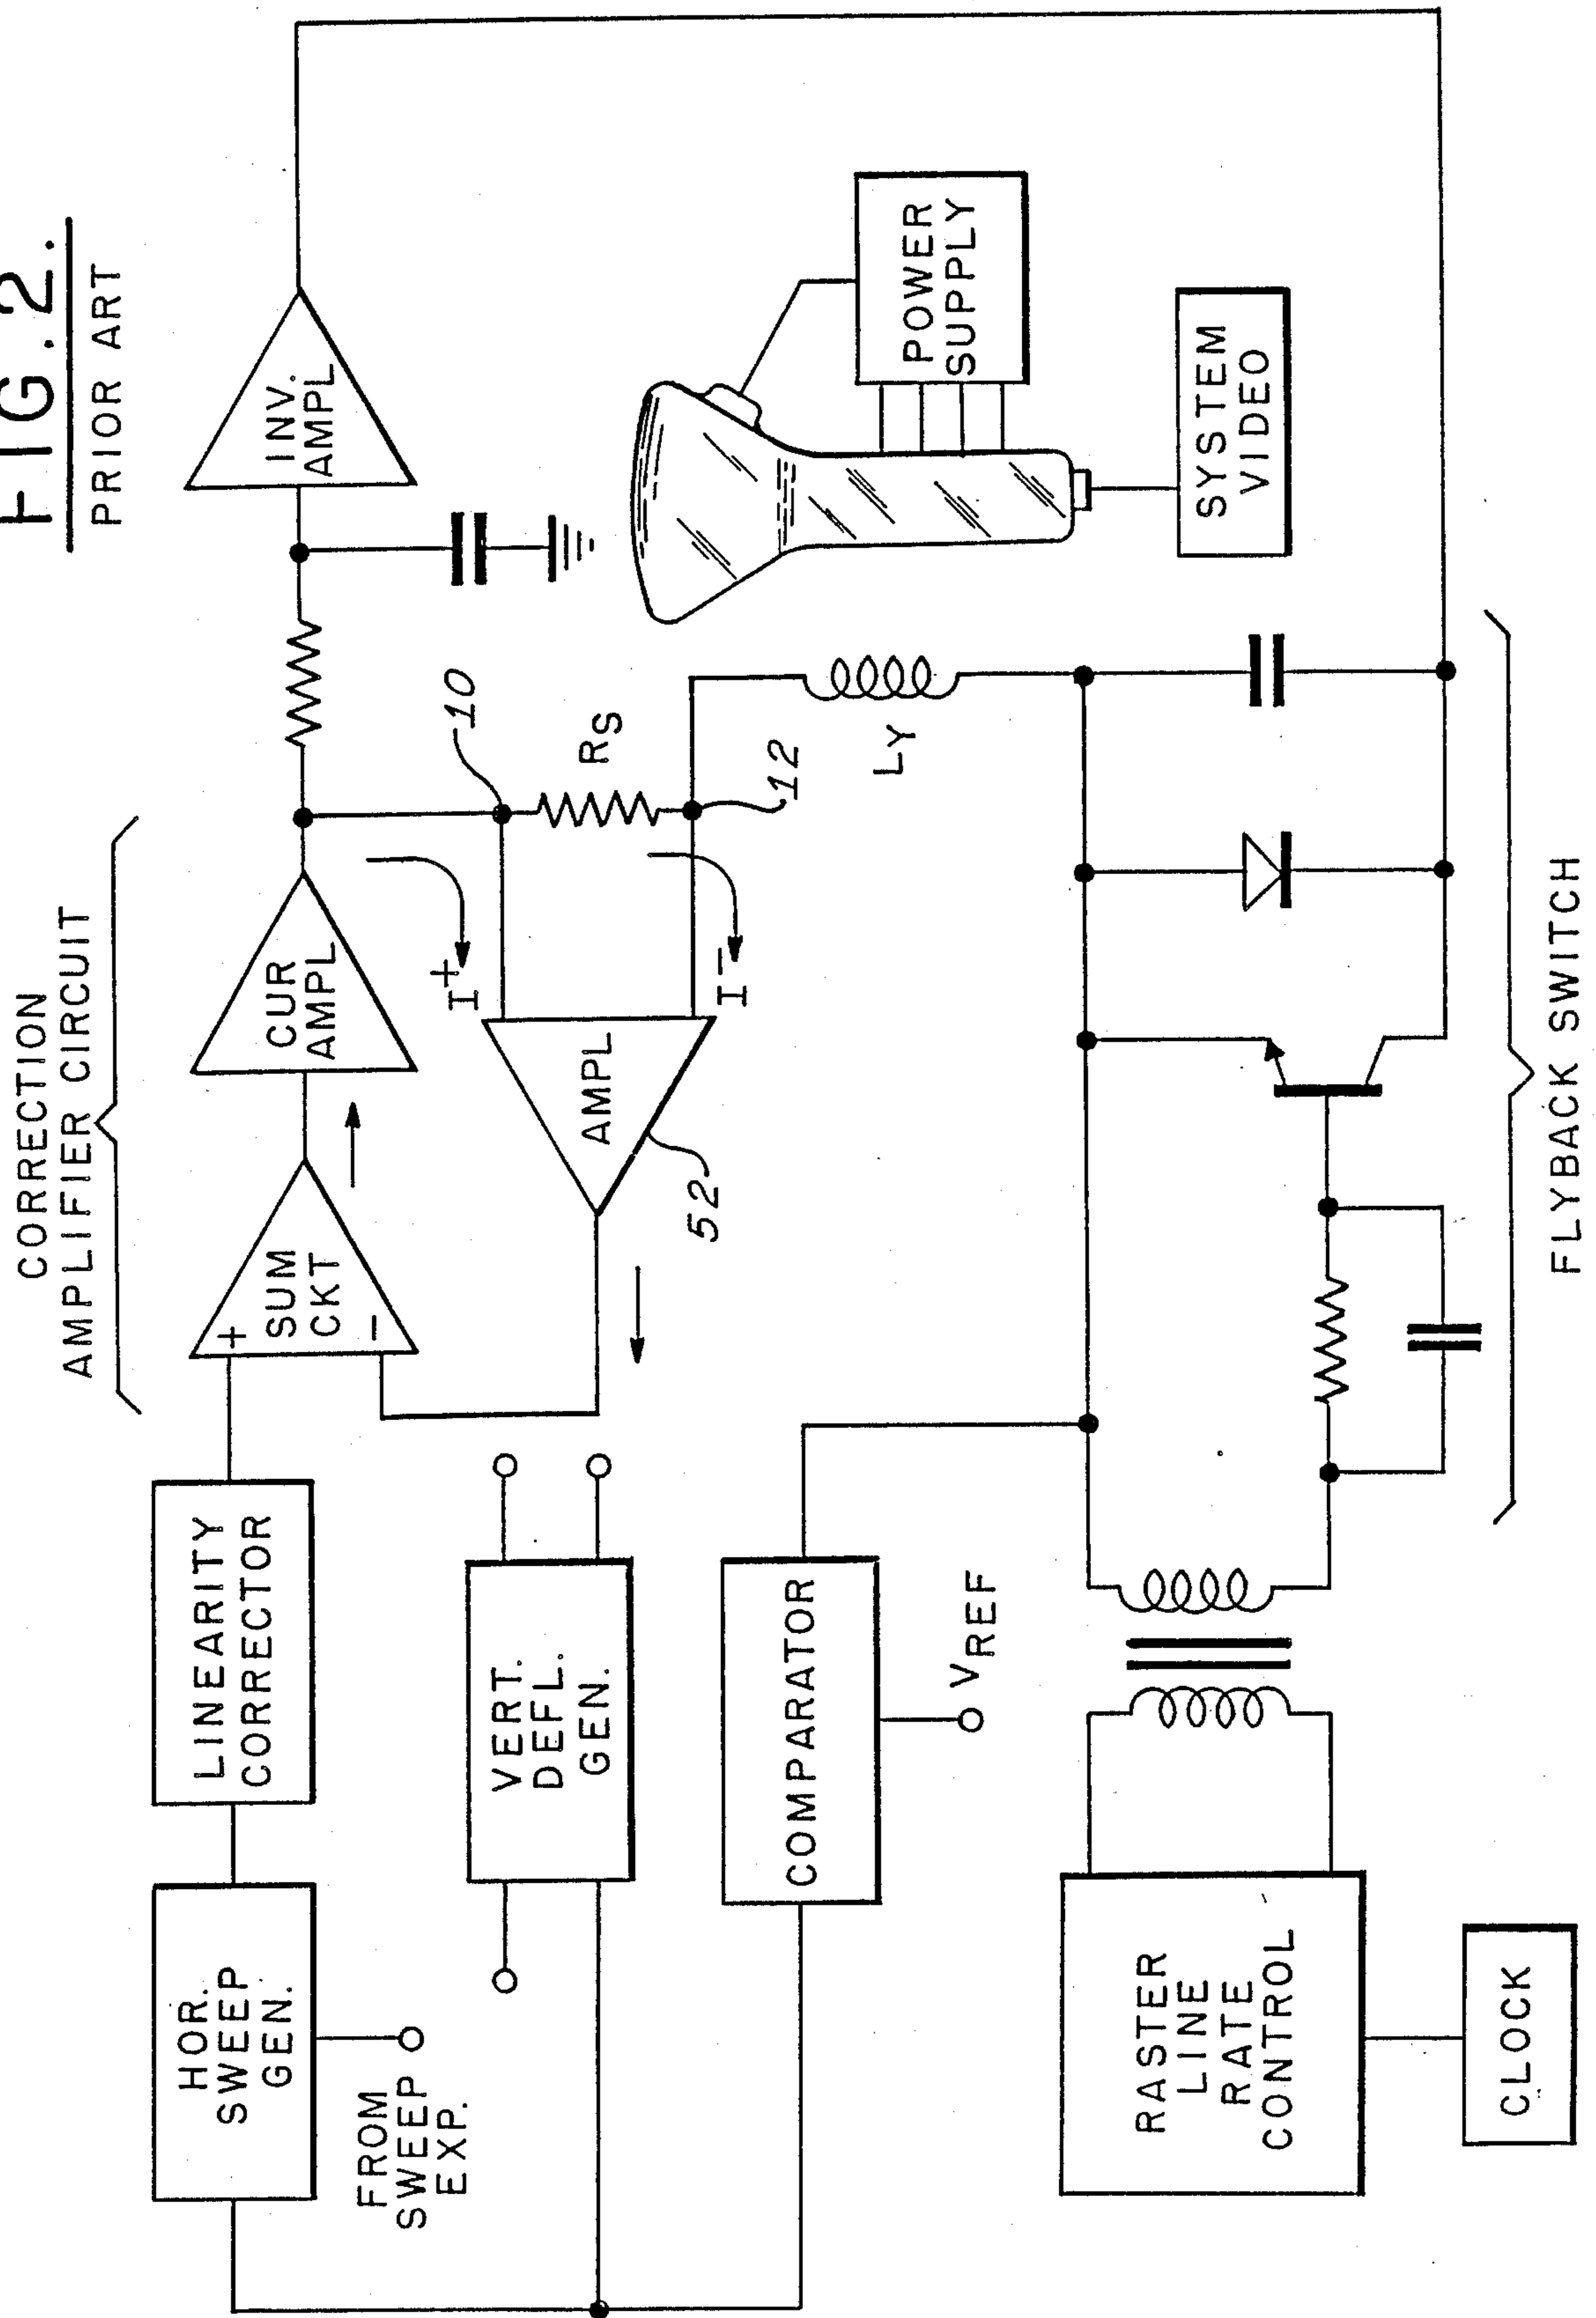 FIG.2.
PRIOR ART
CORRECTION
AMPLIFIER CIRCUIT
HOR.
SWEEP
GEN.
LINEARITY
CORRECTOR
+
SUM
CKT
−
CUR
AMPL
INV.
AMPL
FROM
SWEEP
EXP.
VERT.
DEFL.
GEN.
AMPL
52
I+
I−
10
RS
12
LY
COMPARATOR
VREF
POWER
SUPPLY
SYSTEM
VIDEO
RASTER
LINE
RATE
CONTROL
CLOCK
FLYBACK SWITCH